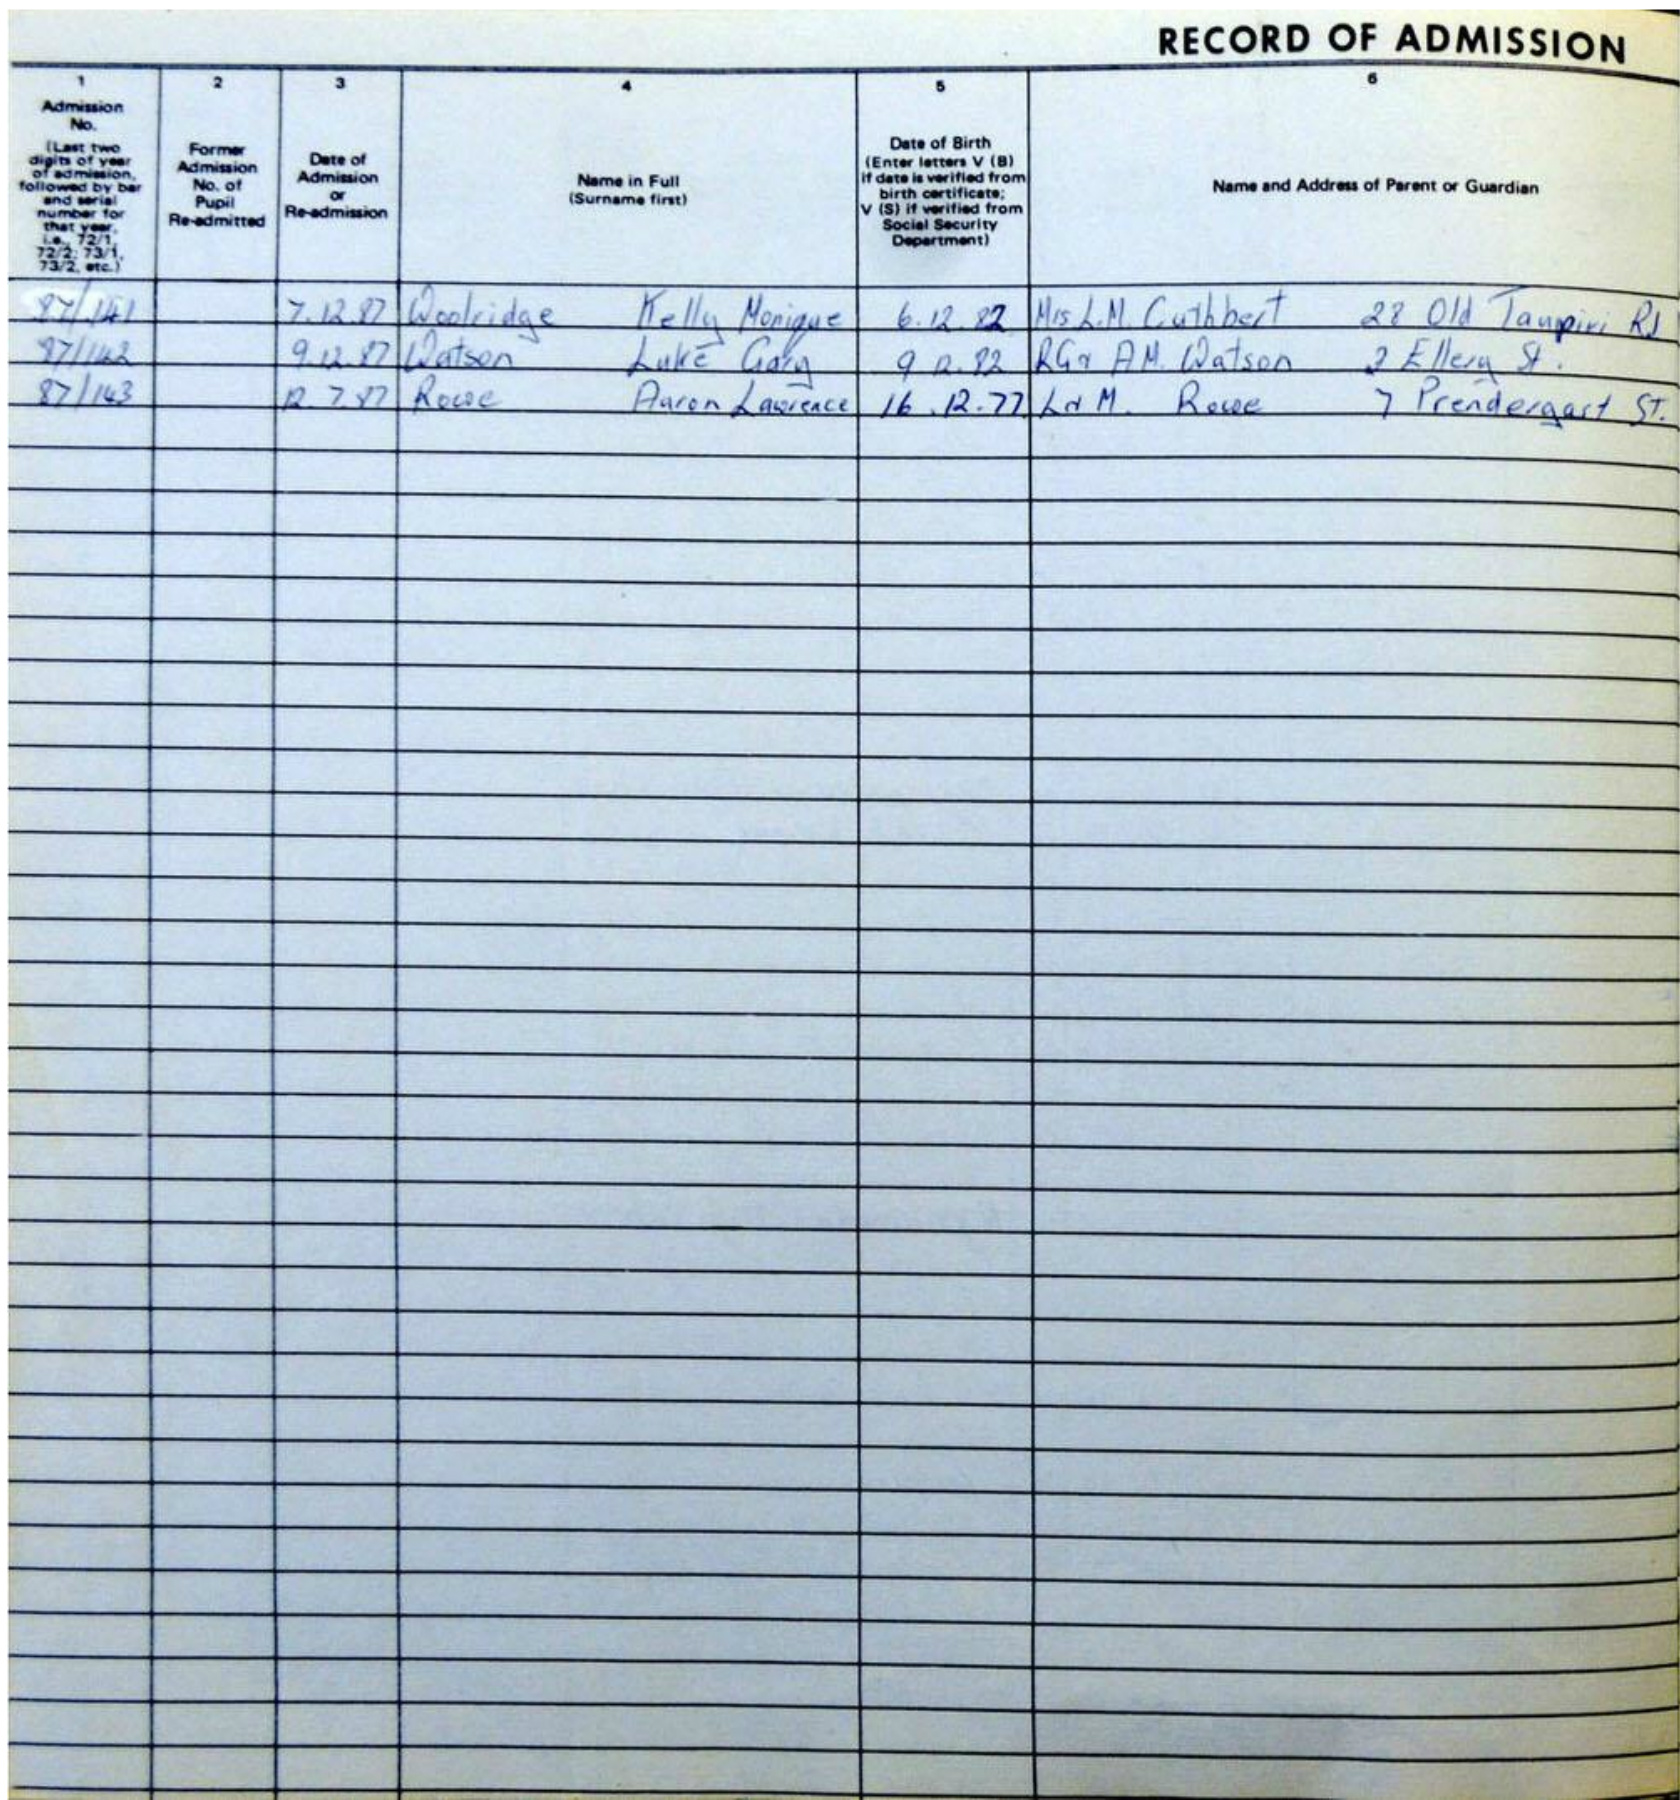 RECORD OF ADMISSION
1 2 3 4 5 6
Admission No. (Last two digits of year of admission, followed by bar and serial number for that year, i.e., 72/1, 72/2; 73/1, 73/2, etc.)
Former Admission No. of Pupil Re-admitted
Date of Admission or Re-admission
Name in Full (Surname first)
Date of Birth (Enter letters V (B) if date is verified from birth certificate; V (S) if verified from Social Security Department)
Name and Address of Parent or Guardian
87/141 7.12.87 Woolridge Kelly Monique 6.12.82 Mrs L.M. Cuthbert 28 Old Taupiri Rd
87/142 9.12.87 Watson Luke Gary 9.12.82 RG & A.M. Watson 2 Ellery St.
87/143 12.7.87 Rowe Aaron Lawrence 16.12.77 L & M. Rowe 7 Prendergast ST.